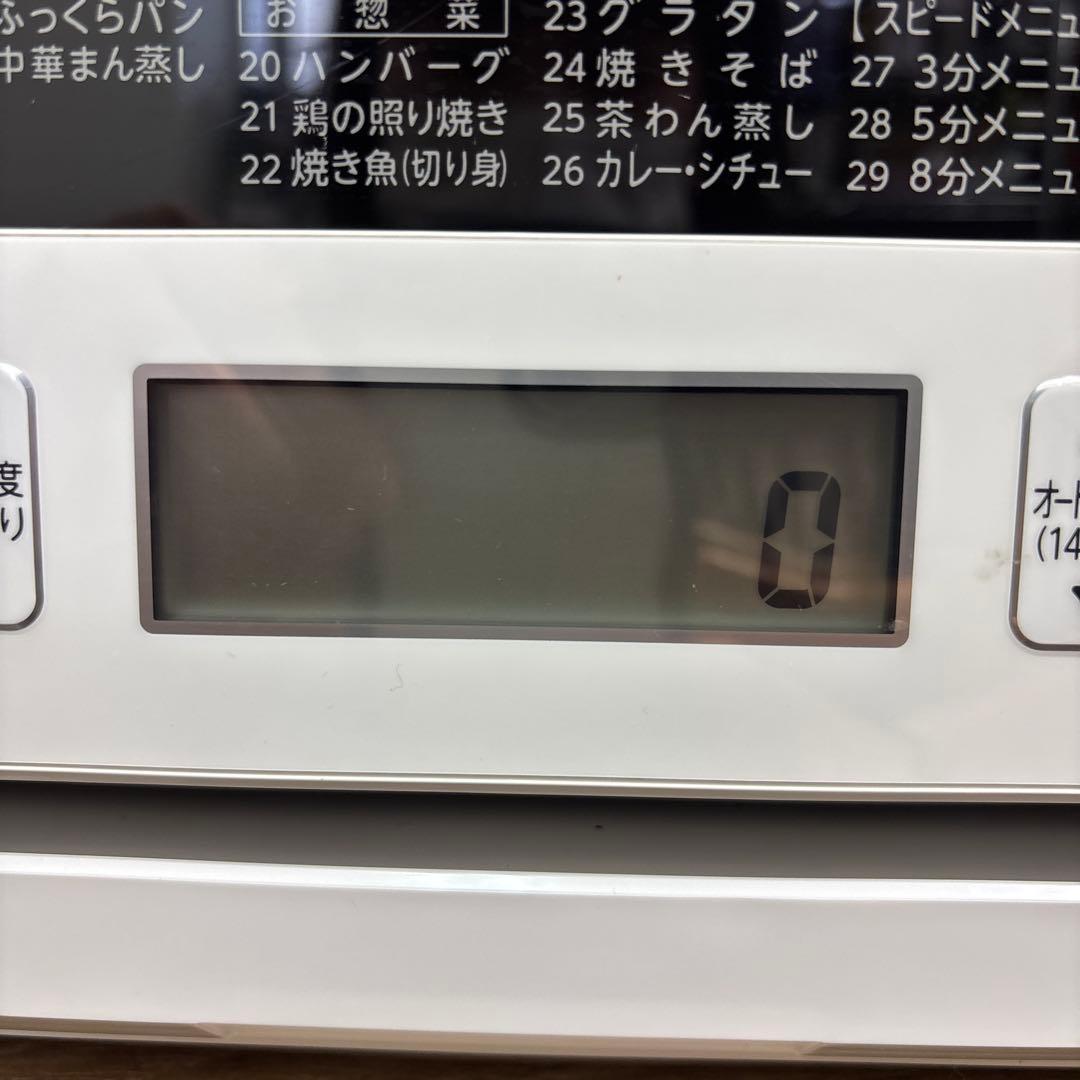 ふっくらパン
中華まん蒸し
お惣菜
20 ハンバーグ
21 鶏の照り焼き
22 焼き魚(切り身)
23 グラタン
24 焼きそば
25 茶わん蒸し
26 カレー・シチュー
【スピードメニュ
27 3分メニュ
28 5分メニュ
29 8分メニュ
0
度
り
オート
(14